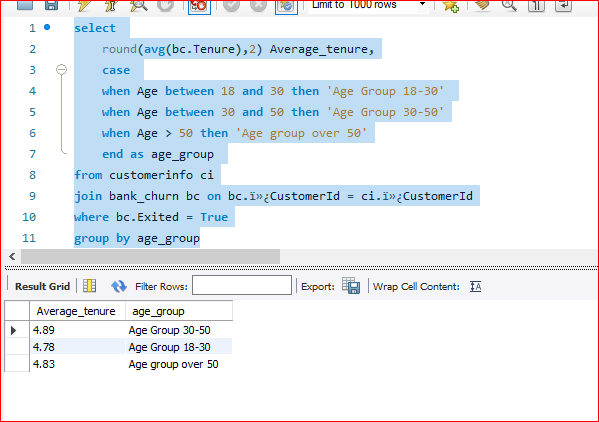 Limit to 1000 rows
1 select
2 round(avg(bc.Tenure),2) Average_tenure,
3 case
4 when Age between 18 and 30 then 'Age Group 18-30'
5 when Age between 30 and 50 then 'Age Group 30-50'
6 when Age > 50 then 'Age group over 50'
7 end as age_group
8 from customerinfo ci
9 join bank_churn bc on bc.ï»¿CustomerId = ci.ï»¿CustomerId
10 where bc.Exited = True
11 group by age_group
Result Grid Filter Rows: Export: Wrap Cell Content: IA
Average_tenure age_group
4.89 Age Group 30-50
4.78 Age Group 18-30
4.83 Age group over 50